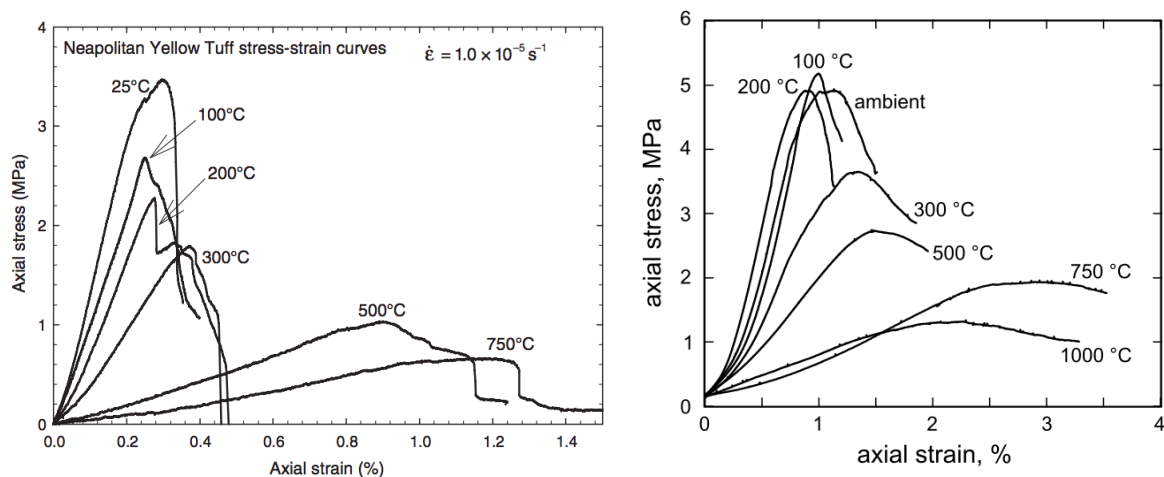 Neapolitan Yellow Tuff stress-strain curves
ε̇ = 1.0 × 10⁻⁵ s⁻¹
4
3
2
1
0
Axial stress (MPa)
25°C
100°C
200°C
300°C
500°C
750°C
0.0 0.2 0.4 0.6 0.8 1.0 1.2 1.4
Axial strain (%)
6
5
4
3
2
1
0
axial stress, MPa
100 °C
200 °C
ambient
300 °C
500 °C
750 °C
1000 °C
0 1 2 3 4
axial strain, %